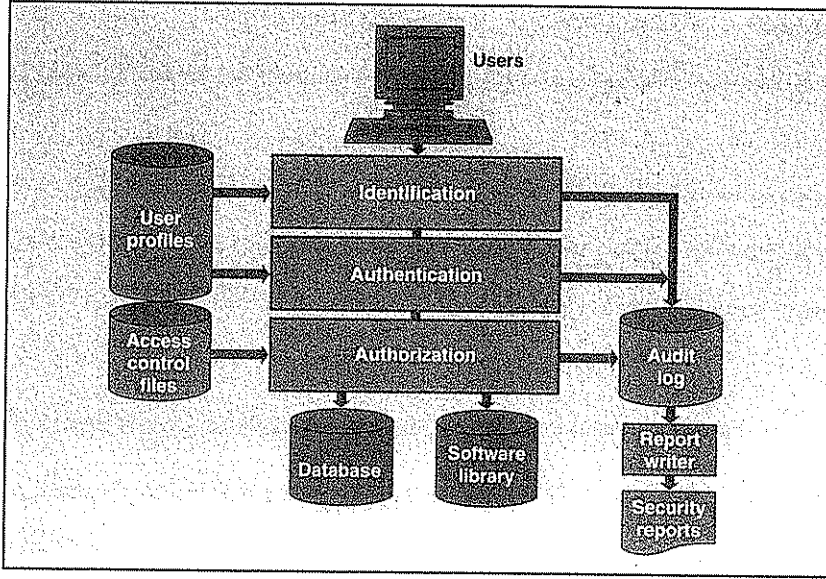 Users
Identification
User
profiles
Authentication
Access
control
files
Authorization
Audit
log
Database
Software
library
Report
writer
Security
reports